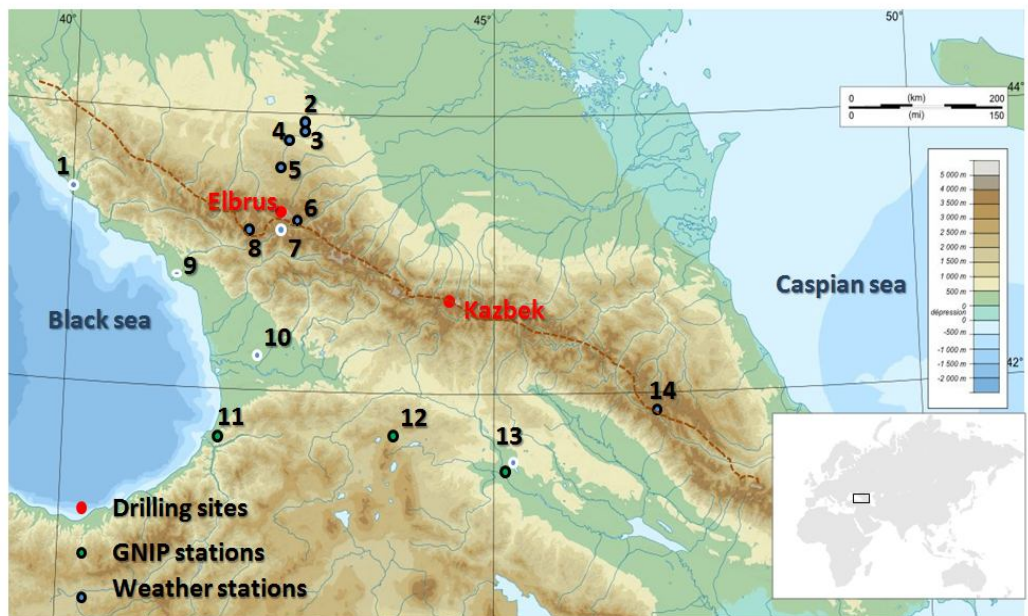 40°
45°
50°
44°
42°
0 (km) 200
0 (mi) 150
5 000 m
4 000 m
3 000 m
2 500 m
2 000 m
1 500 m
1 000 m
500 m
0
dépression
0
-500 m
-1 000 m
-1 500 m
-2 000 m
2
4
3
5
1
Elbrus
6
8
7
9
Kazbek
Caspian sea
Black sea
10
14
11
12
13
Drilling sites
GNIP stations
Weather stations